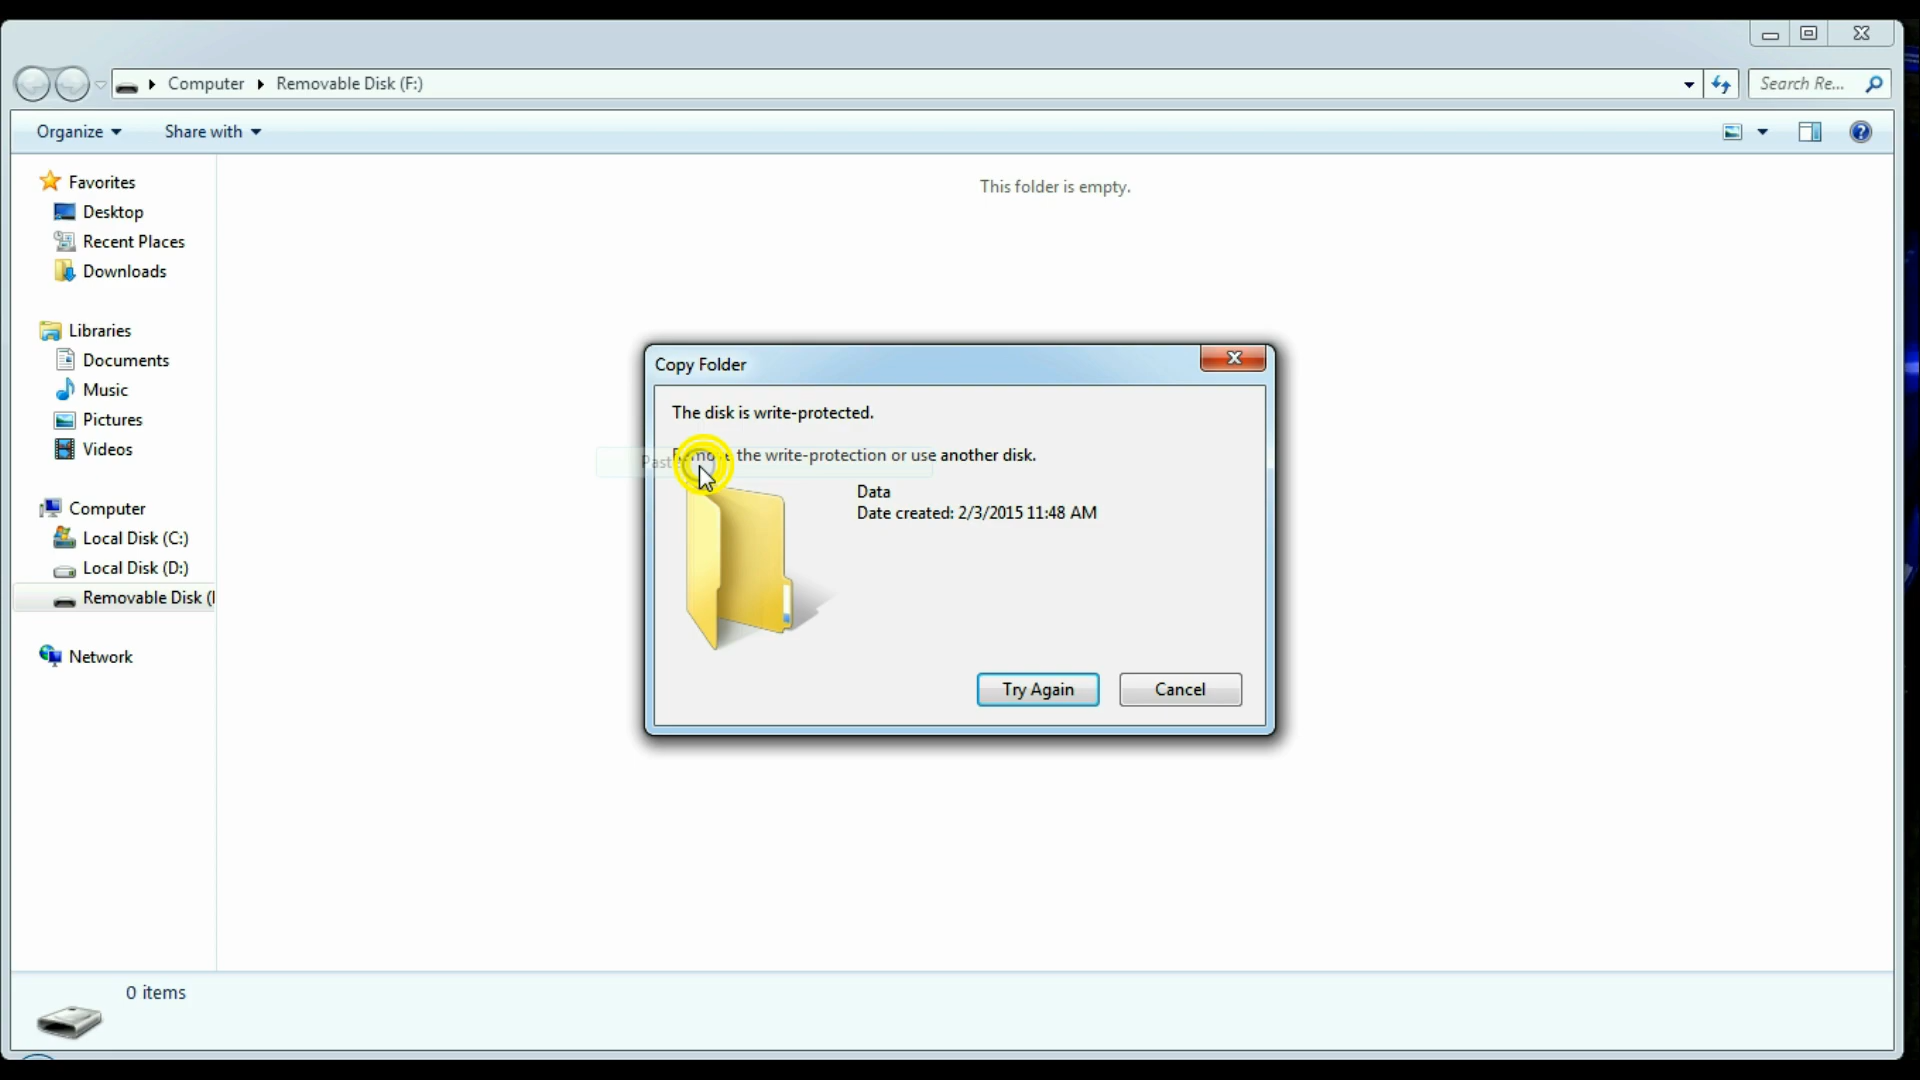 Computer
Removable Disk (F:)
Search Re...
Organize
Share with
Favorites
Desktop
Recent Places
Downloads
Libraries
Documents
Music
Pictures
Videos
Computer
Local Disk (C:)
Local Disk (D:)
Removable Disk (
Network
This folder is empty.
Copy Folder
The disk is write-protected.
Remove the write-protection or use another disk.
Paste
Data
Date created: 2/3/2015 11:48 AM
Try Again
Cancel
0 items